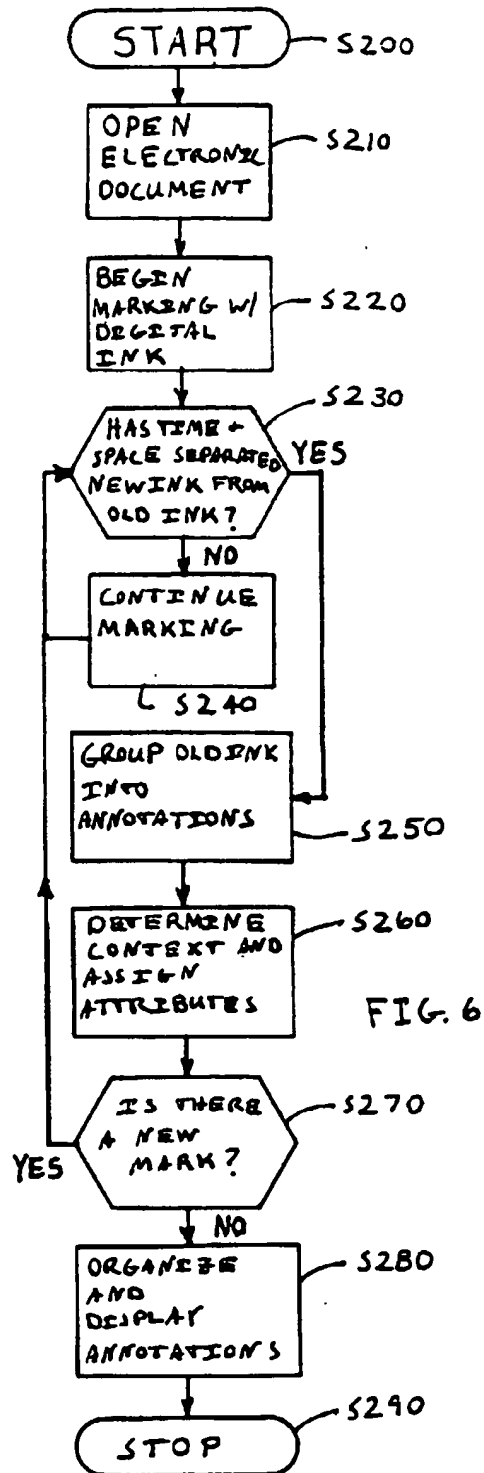 START
S200
OPEN
ELECTRONIC
DOCUMENT
S210
BEGIN
MARKING W/
DIGITAL
INK
S220
S230
HAS TIME +
SPACE SEPARATED
NEW INK FROM
OLD INK?
YES
NO
CONTINUE
MARKING
S240
GROUP OLD INK
INTO
ANNOTATIONS
S250
DETERMINE
CONTEXT AND
ASSIGN
ATTRIBUTES
S260
FIG. 6
IS THERE
A NEW
MARK?
S270
YES
NO
ORGANIZE
AND
DISPLAY
ANNOTATIONS
S280
STOP
S290